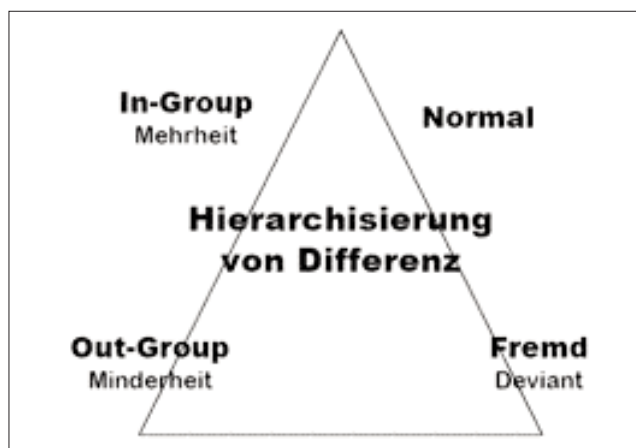 In-Group
Mehrheit
Normal
Hierarchisierung
von Differenz
Out-Group
Minderheit
Fremd
Deviant